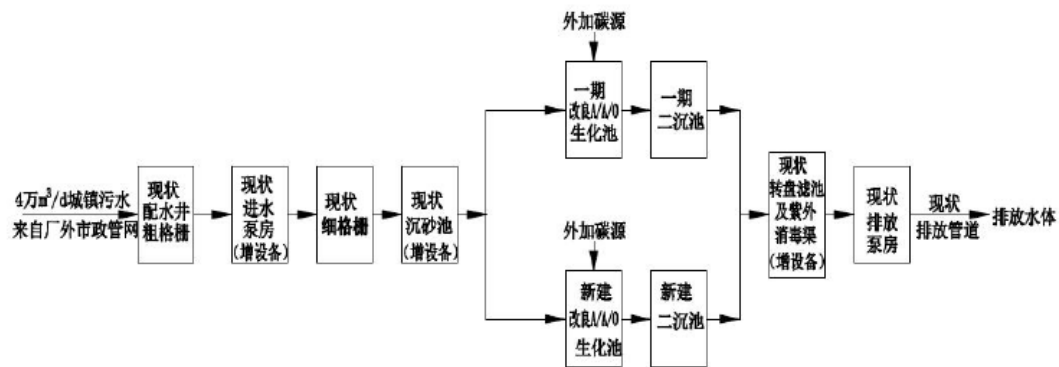 4万m³/d城镇污水
来自厂外市政管网
现状
配水井
粗格栅
现状
进水
泵房
(增设备)
现状
细格栅
现状
沉砂池
(增设备)
外加碳源
一期
改良A/A/O
生化池
一期
二沉池
外加碳源
新建
改良A/A/O
生化池
新建
二沉池
现状
转盘滤池
及紫外
消毒渠
(增设备)
现状
排放
泵房
现状
排放管道
排放水体